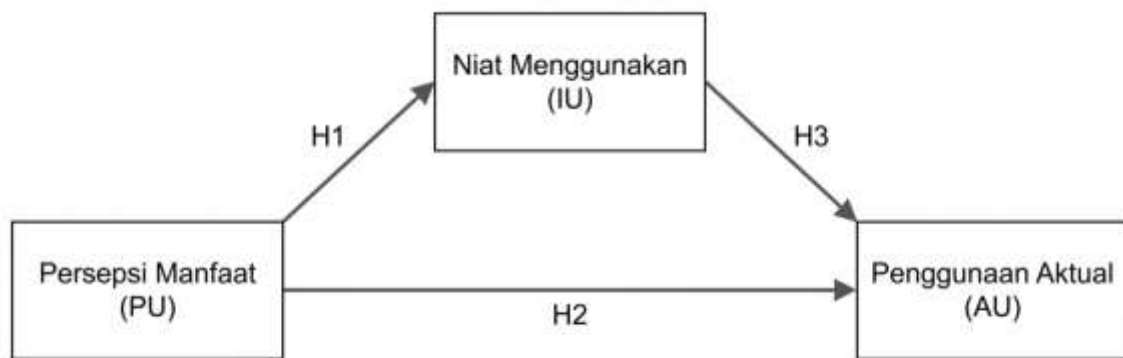 Niat Menggunakan
(IU)
H1
H3
Persepsi Manfaat
(PU)
H2
Penggunaan Aktual
(AU)